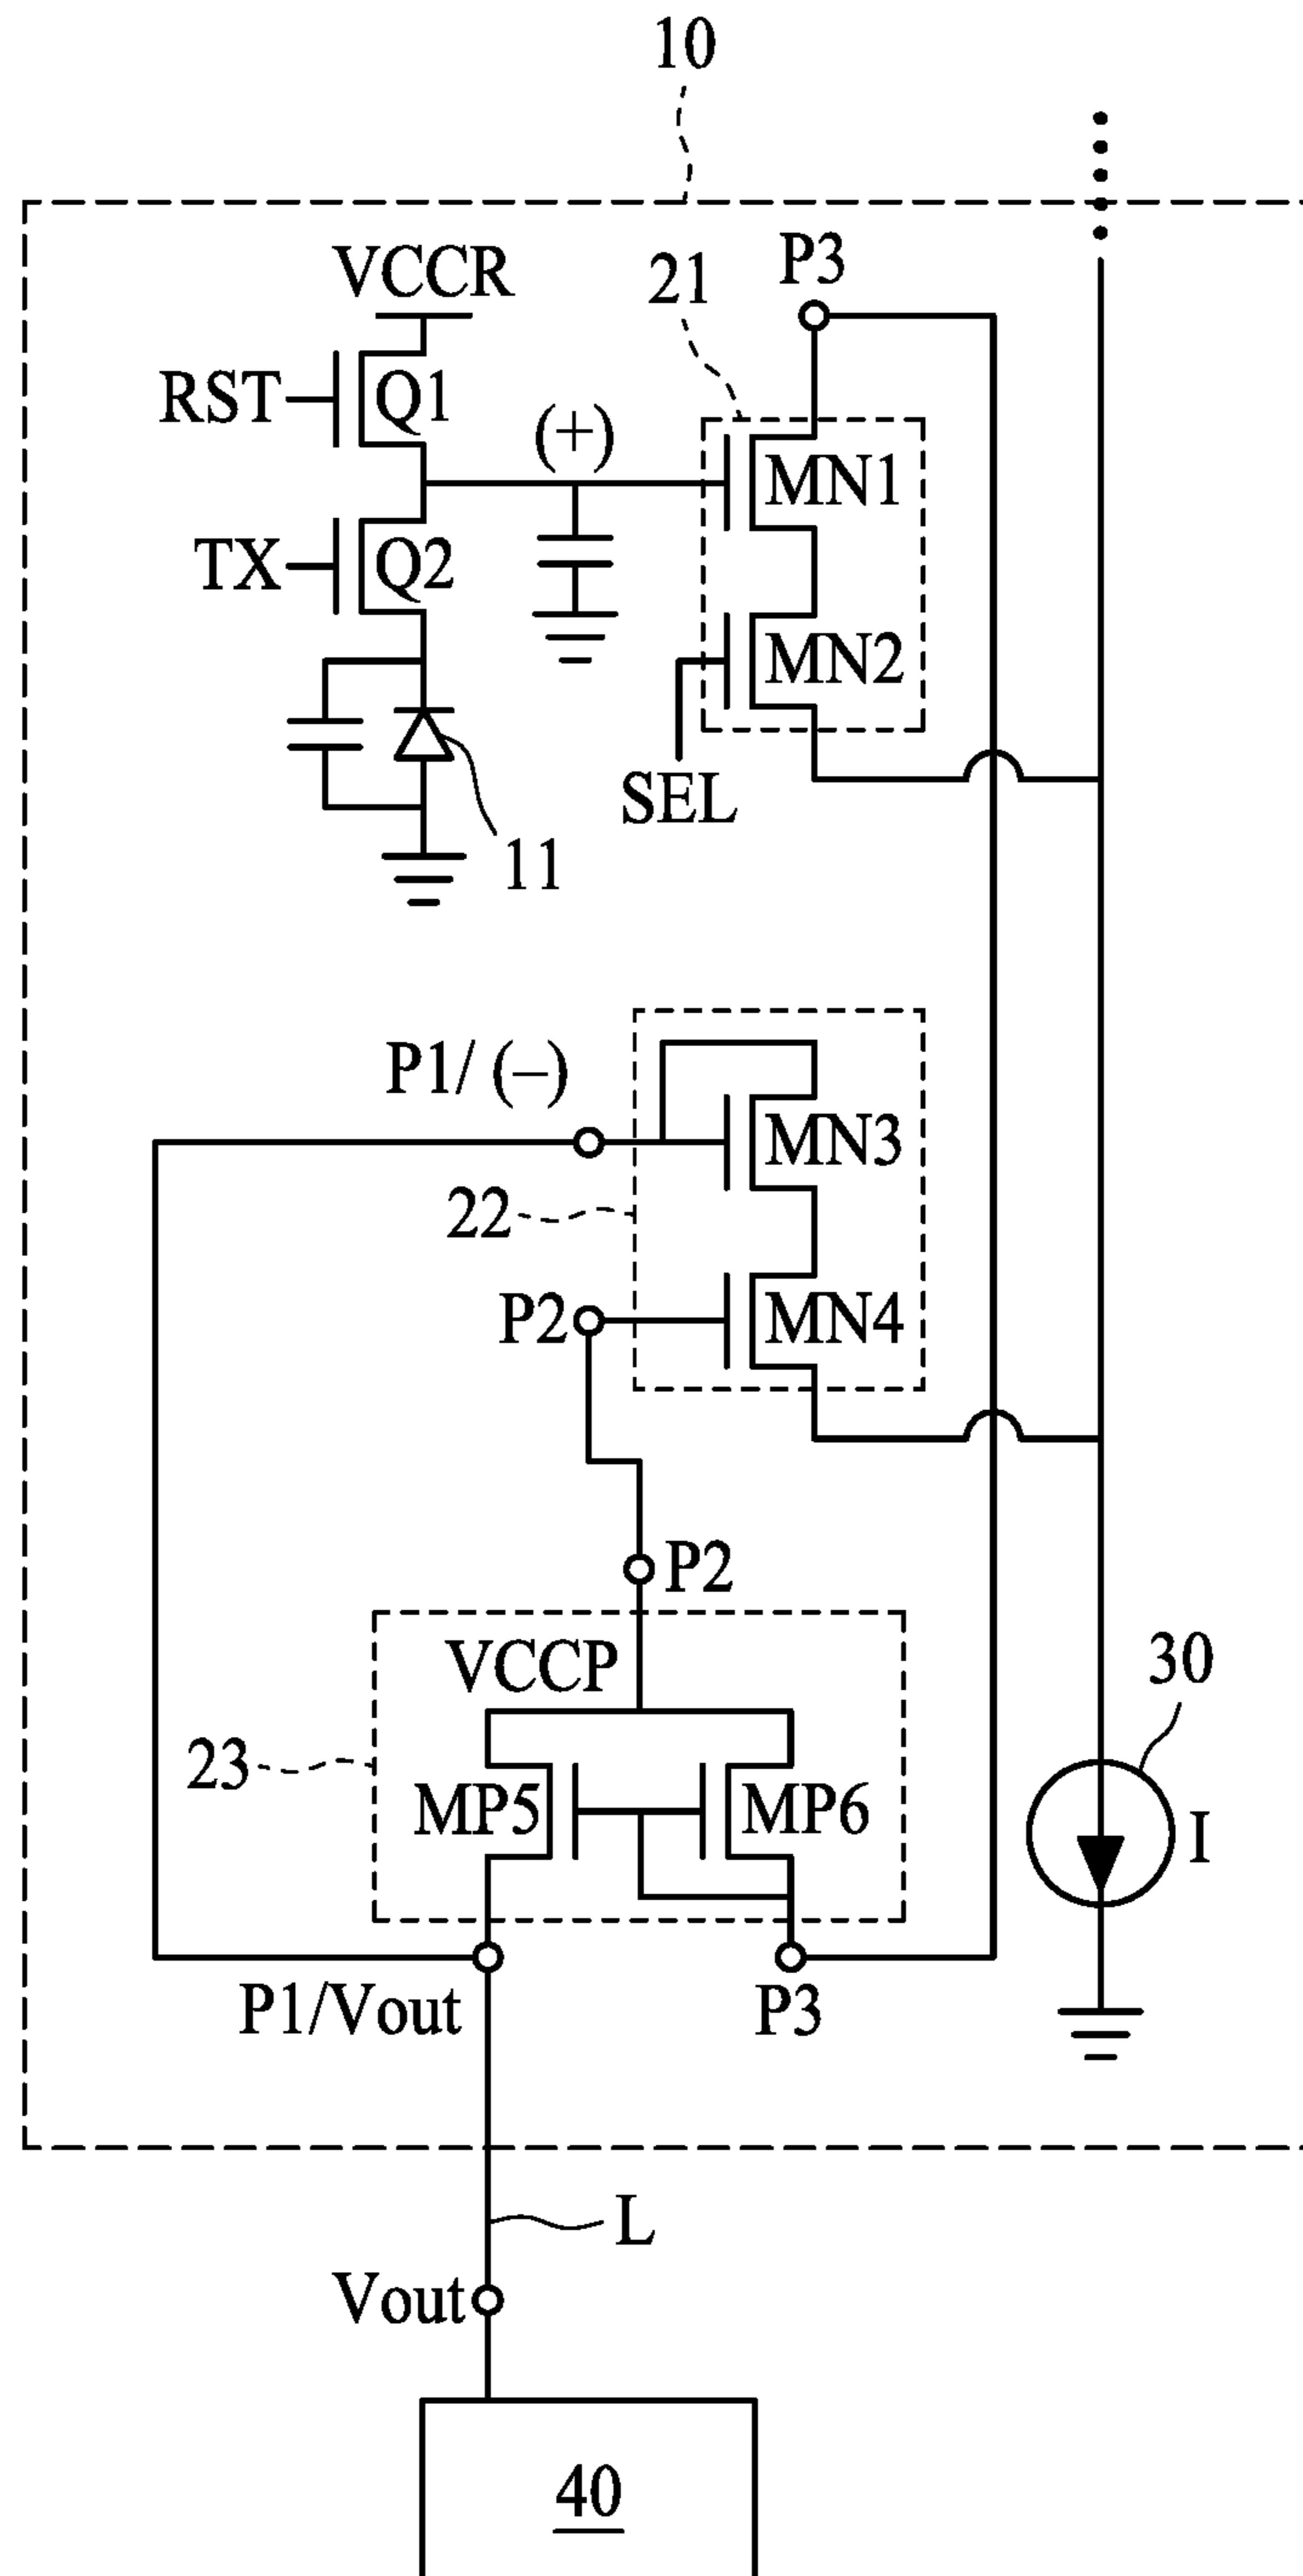 10
P3
21
VCCR
RST
Q1
(+)
MN1
TX
Q2
MN2
SEL
11
P1/ (–)
MN3
22
P2
MN4
P2
VCCP
30
23
MP5
MP6
I
P1/Vout
P3
L
Vout
40